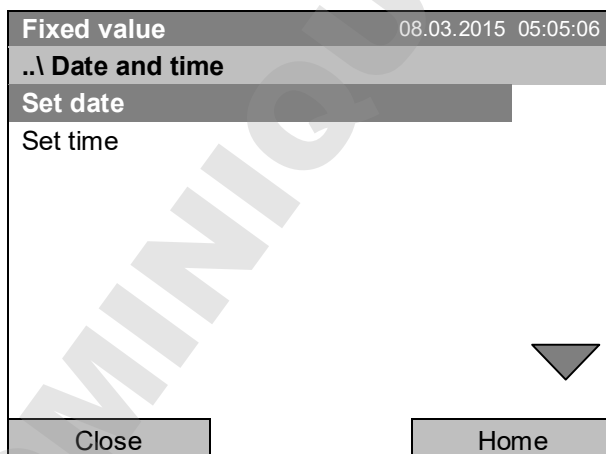 Fixed value 08.03.2015 05:05:06
..\ Date and time
Set date
Set time
Close Home